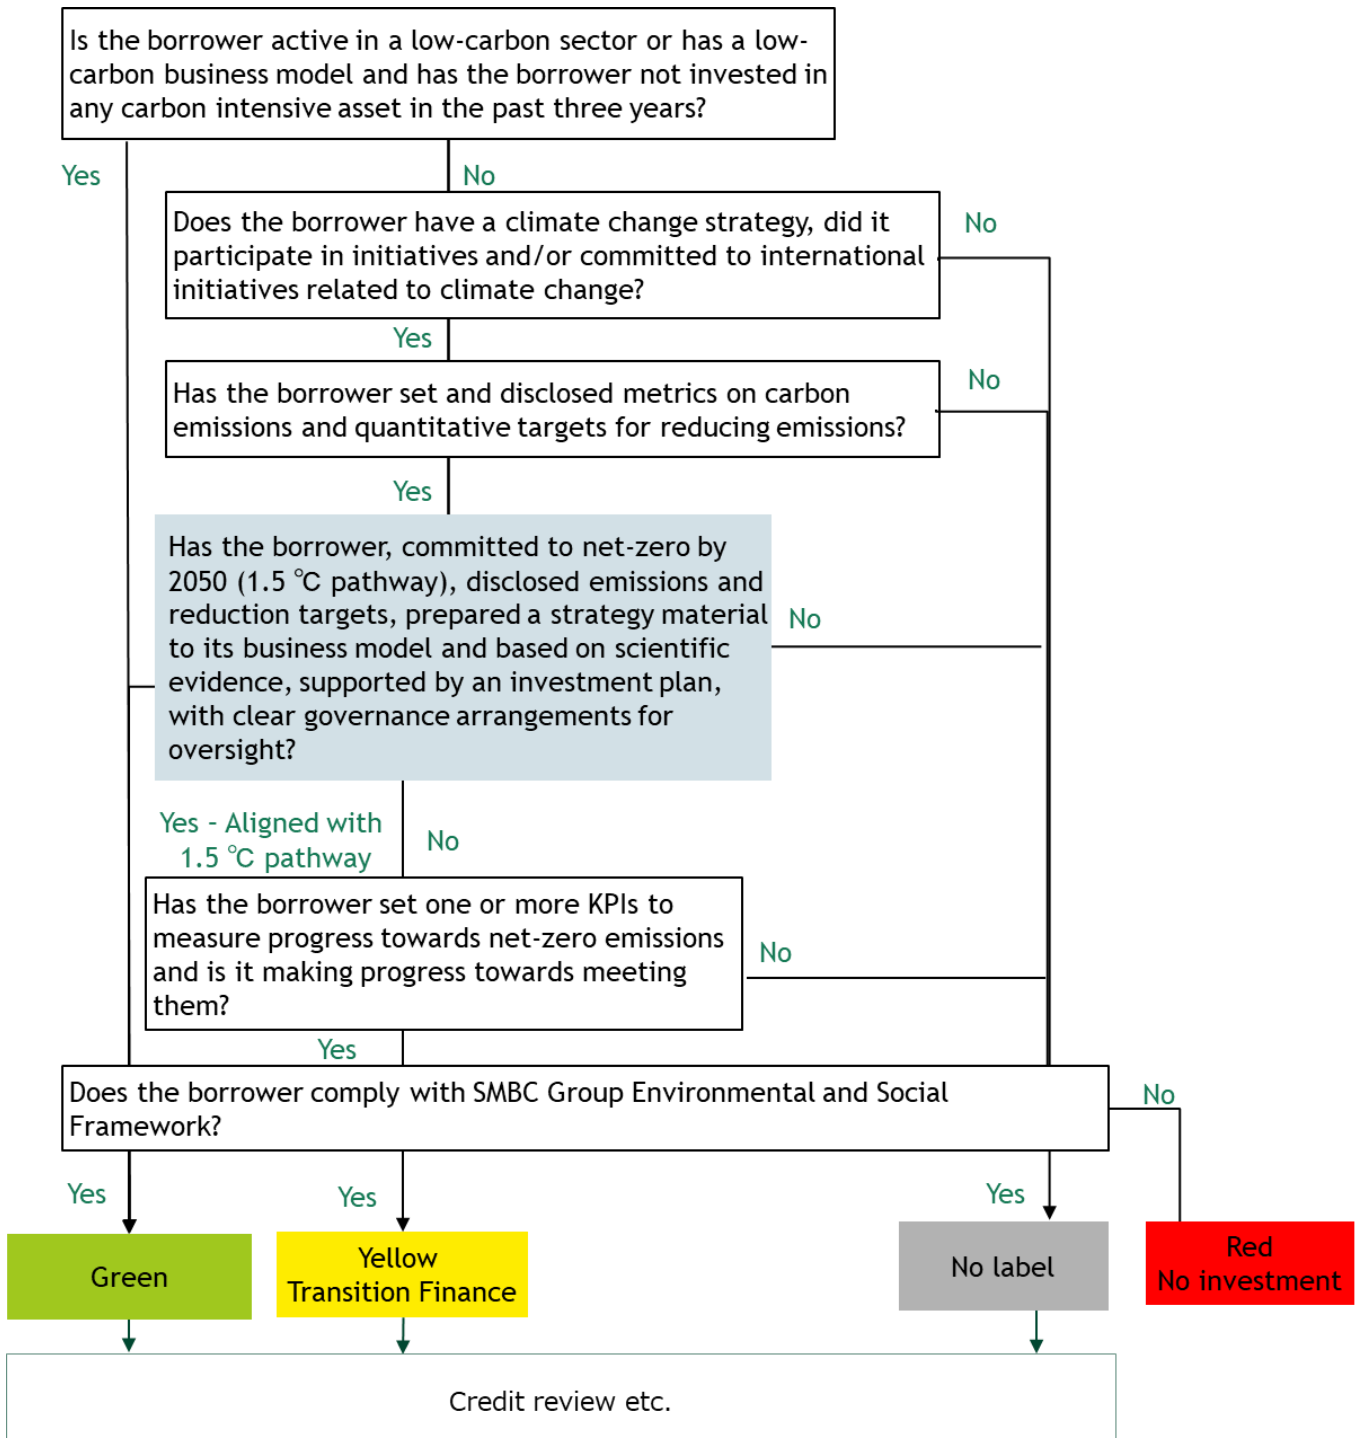 Is the borrower active in a low-carbon sector or has a low-
carbon business model and has the borrower not invested in
any carbon intensive asset in the past three years?
Yes
No
Does the borrower have a climate change strategy, did it
participate in initiatives and/or committed to international
initiatives related to climate change?
No
Yes
Has the borrower set and disclosed metrics on carbon
emissions and quantitative targets for reducing emissions?
No
Yes
Has the borrower, committed to net-zero by
2050 (1.5 ℃ pathway), disclosed emissions and
reduction targets, prepared a strategy material
to its business model and based on scientific
evidence, supported by an investment plan,
with clear governance arrangements for
oversight?
No
Yes - Aligned with
1.5 ℃ pathway
No
Has the borrower set one or more KPIs to
measure progress towards net-zero emissions
and is it making progress towards meeting
them?
No
Yes
Does the borrower comply with SMBC Group Environmental and Social
Framework?
No
Yes
Yes
Yes
Green
Yellow
Transition Finance
No label
Red
No investment
Credit review etc.